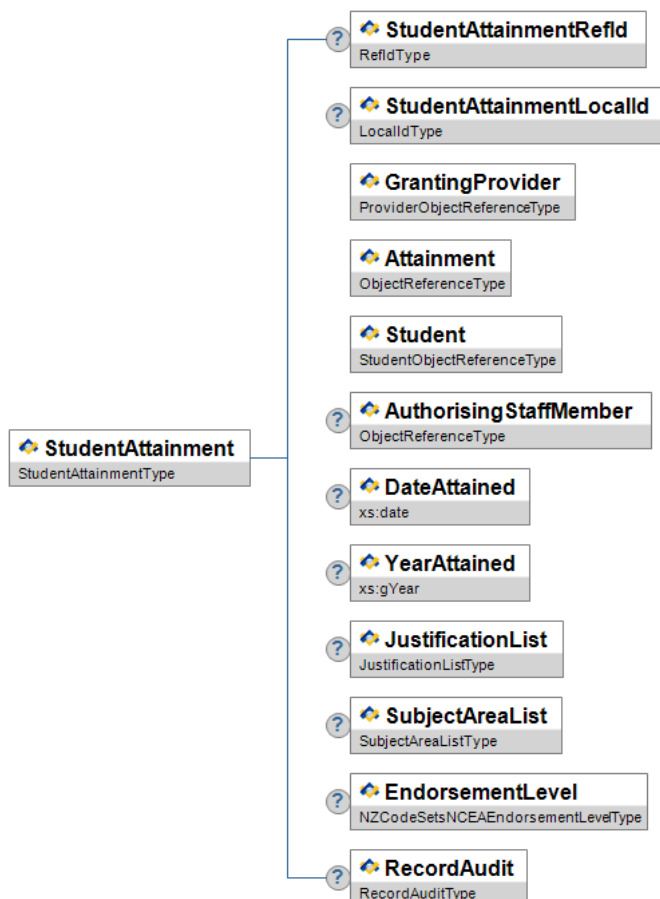 ?
StudentAttainmentRefId
RefIdType
?
StudentAttainmentLocalId
LocalIdType
GrantingProvider
ProviderObjectReferenceType
Attainment
ObjectReferenceType
Student
StudentObjectReferenceType
?
AuthorisingStaffMember
ObjectReferenceType
StudentAttainment
StudentAttainmentType
?
DateAttained
xs:date
?
YearAttained
xs:gYear
?
JustificationList
JustificationListType
?
SubjectAreaList
SubjectAreaListType
?
EndorsementLevel
NZCodeSetsNCEAEndorsementLevelType
?
RecordAudit
RecordAuditType